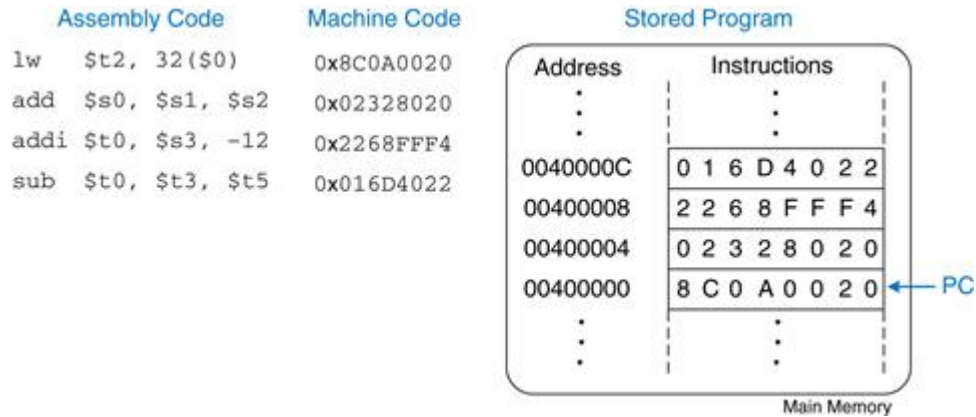 Assembly Code Machine Code Stored Program
lw $t2, 32($0) 0x8C0A0020
add $s0, $s1, $s2 0x02328020
addi $t0, $s3, -12 0x2268FFF4
sub $t0, $t3, $t5 0x016D4022
Address Instructions
0040000C 0 1 6 D 4 0 2 2
00400008 2 2 6 8 F F F 4
00400004 0 2 3 2 8 0 2 0
00400000 8 C 0 A 0 0 2 0 PC
Main Memory